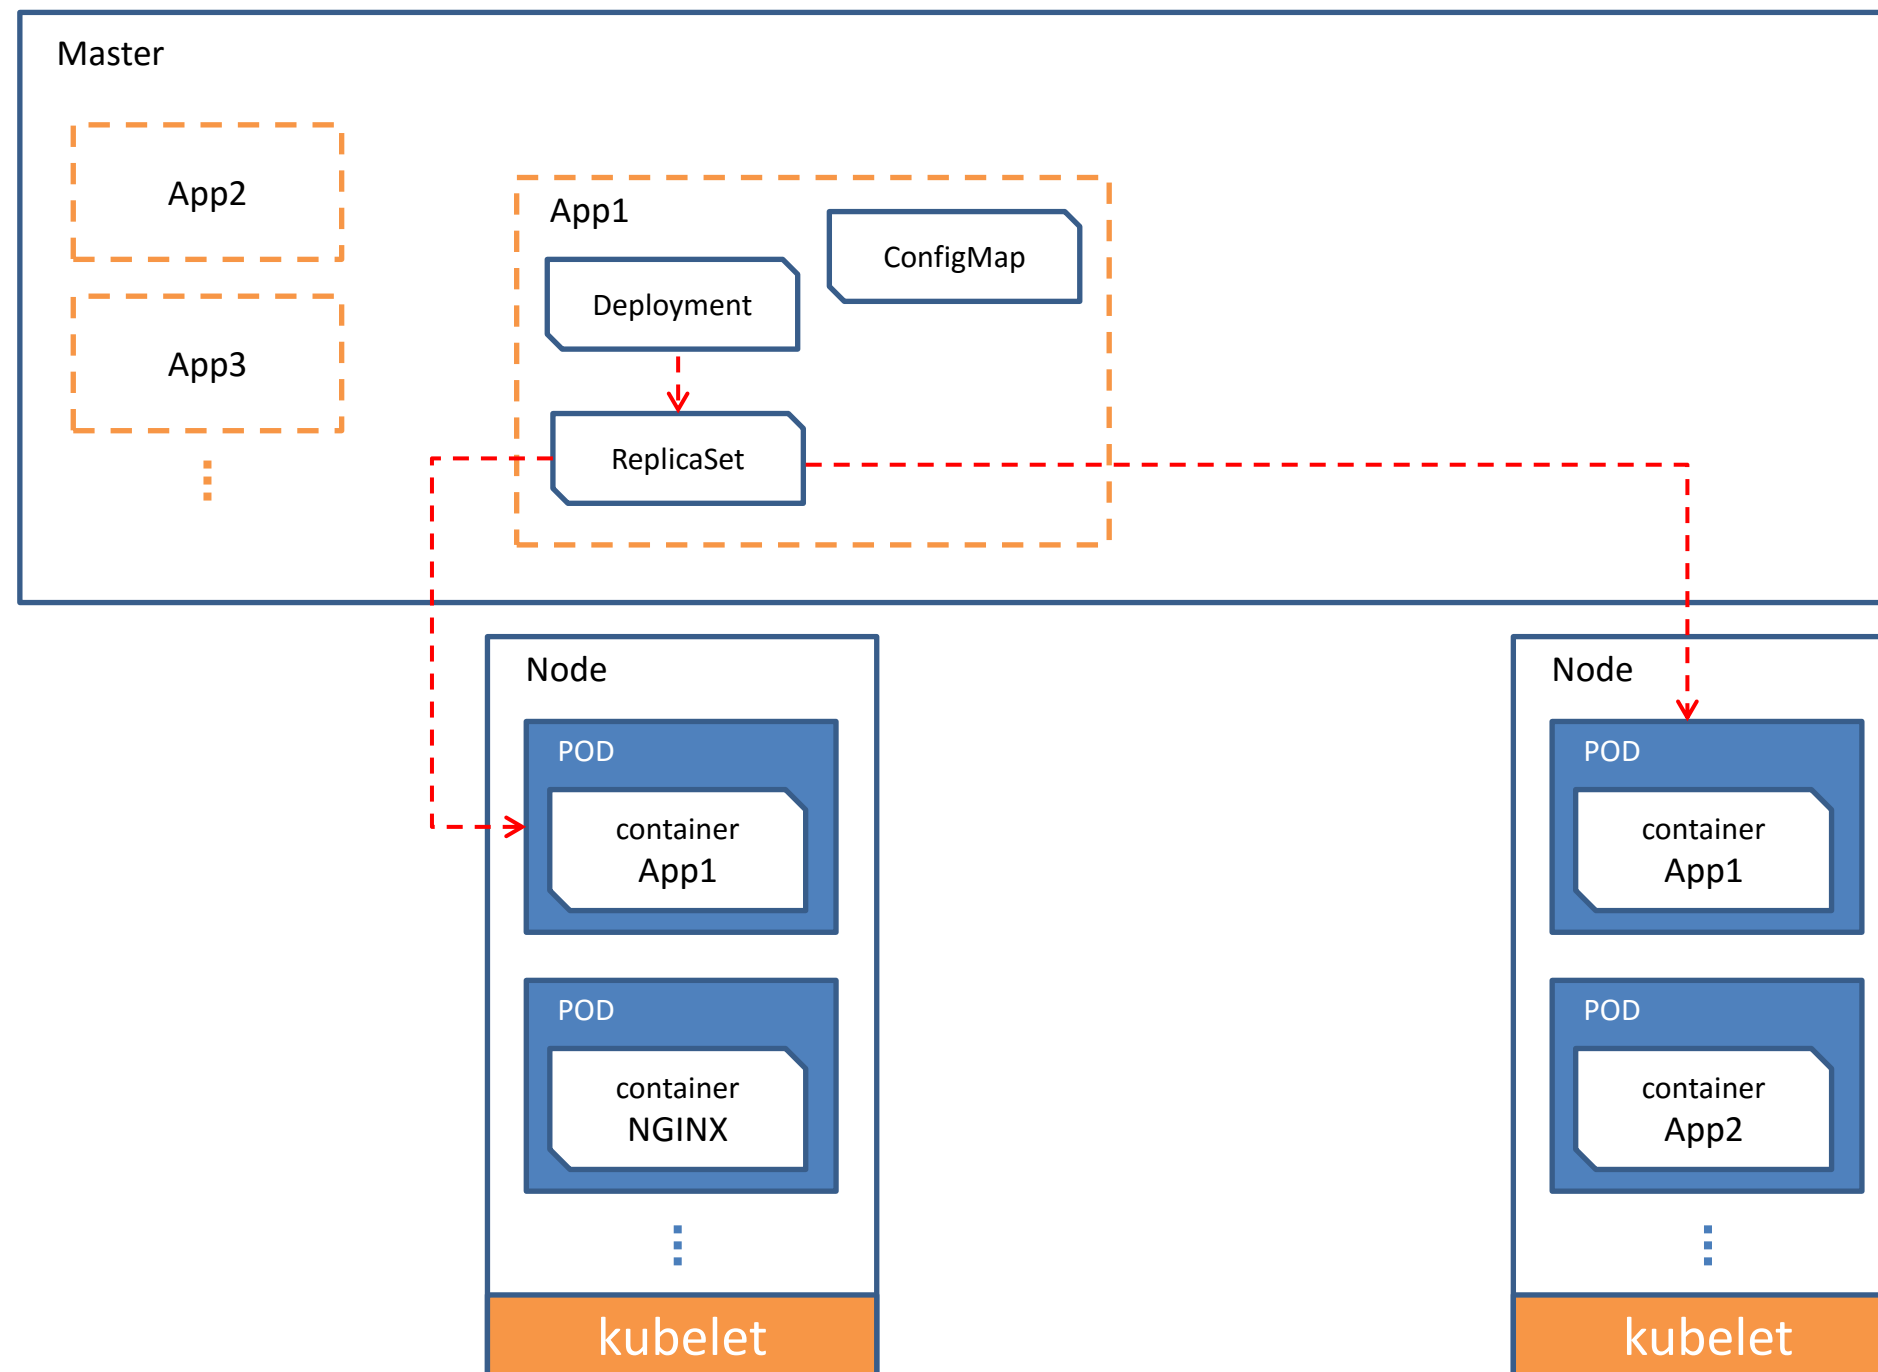 Master
App2
App3
App1
ConfigMap
Deployment
ReplicaSet
Node
POD
container
App1
POD
container
NGINX
kubelet
Node
POD
container
App1
POD
container
App2
kubelet